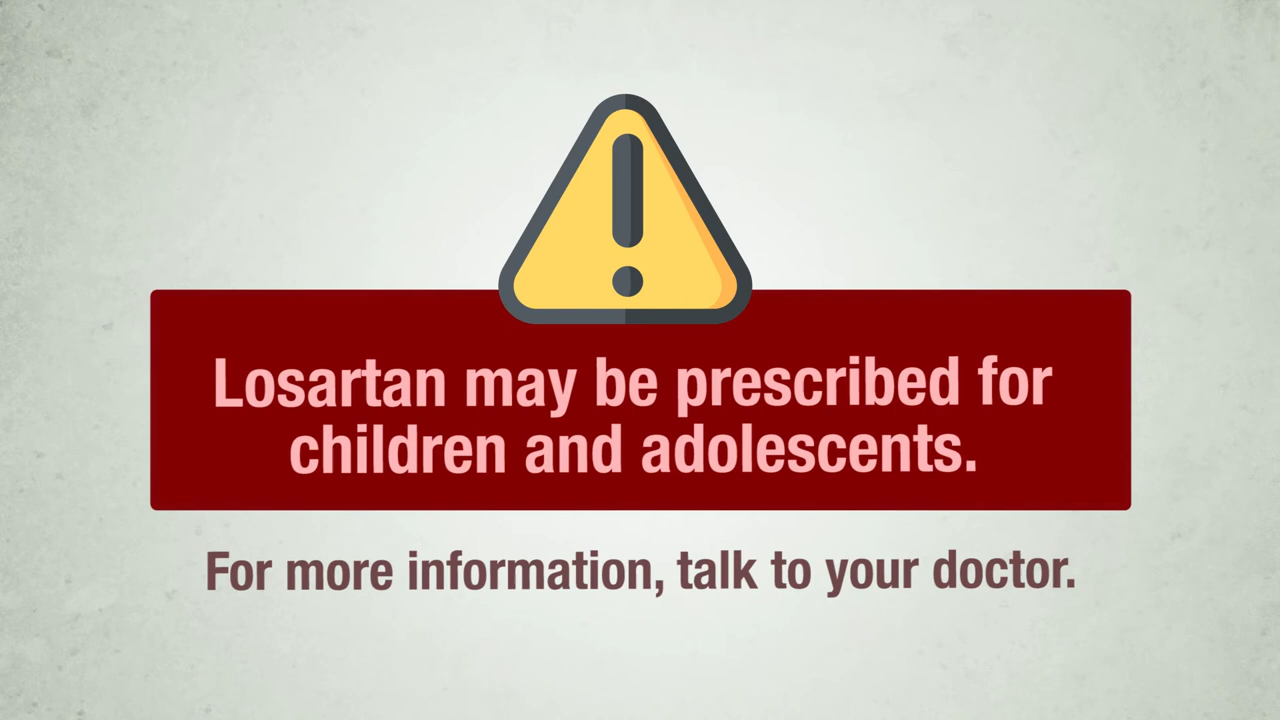 Losartan may be prescribed for
children and adolescents.
For more information, talk to your doctor.